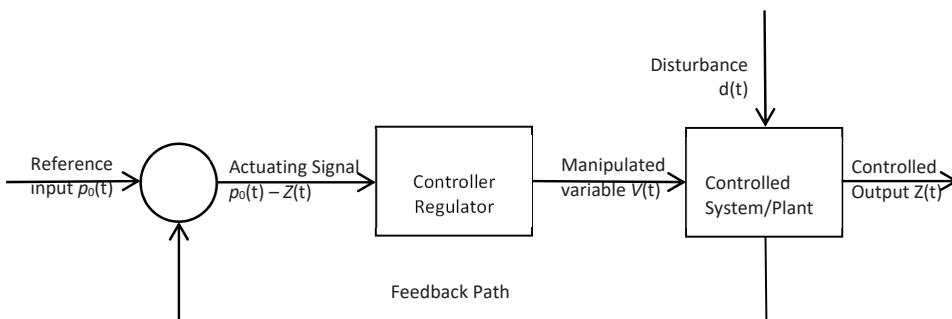 Disturbance
d(t)
Reference
input p₀(t)
Actuating Signal
p₀(t) – Z(t)
Controller
Regulator
Manipulated
variable V(t)
Controlled
System/Plant
Controlled
Output Z(t)
Feedback Path